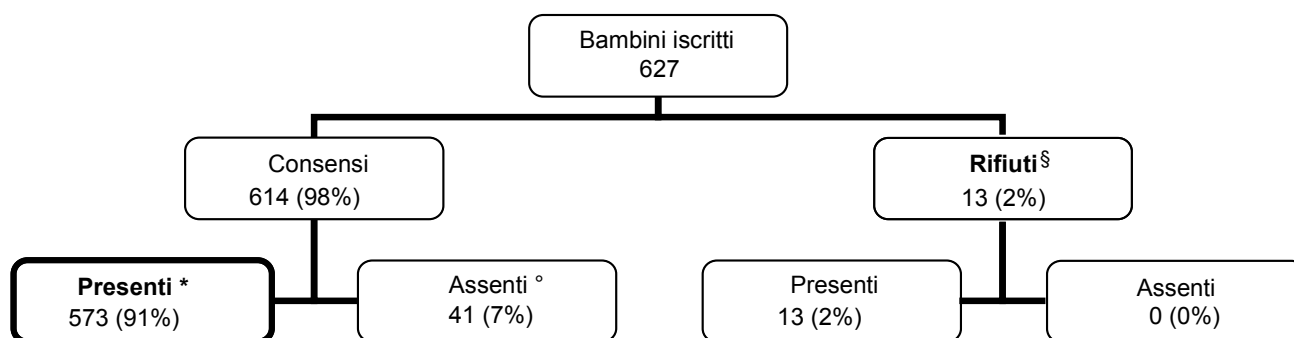 Bambini iscritti
627
Consensi
614 (98%)
Rifiuti§
13 (2%)
Presenti *
573 (91%)
Assenti °
41 (7%)
Presenti
13 (2%)
Assenti
0 (0%)